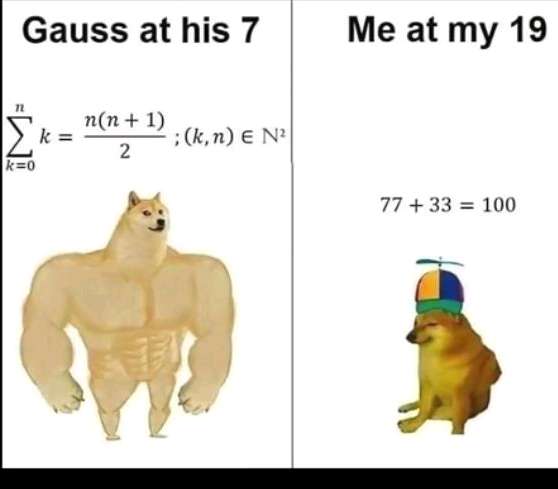 Gauss at his 7
n
∑ k = n(n + 1) / 2 ; (k, n) ∈ ℕ²
k=0
Me at my 19
77 + 33 = 100